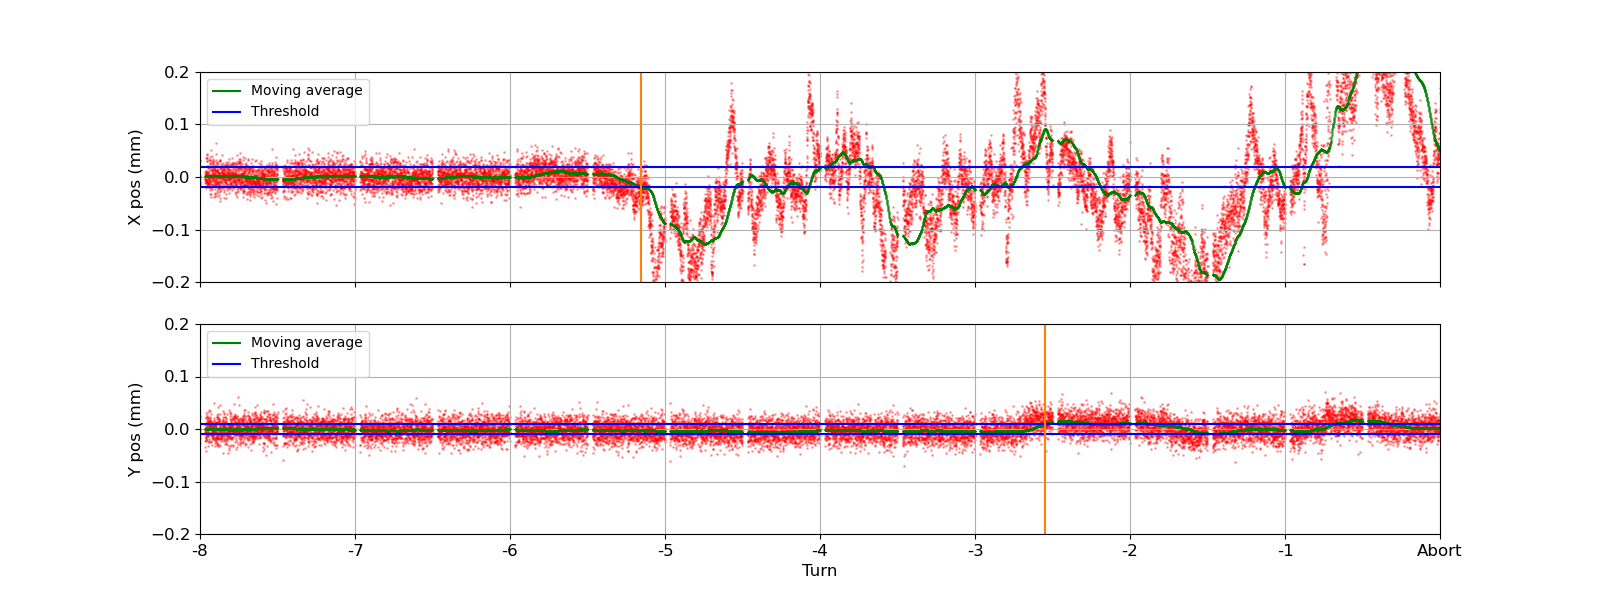 0.2
0.1
0.0
−0.1
−0.2
X pos (mm)
Moving average
Threshold
0.2
0.1
0.0
−0.1
−0.2
Y pos (mm)
Moving average
Threshold
-8 -7 -6 -5 -4 -3 -2 -1 Abort
Turn